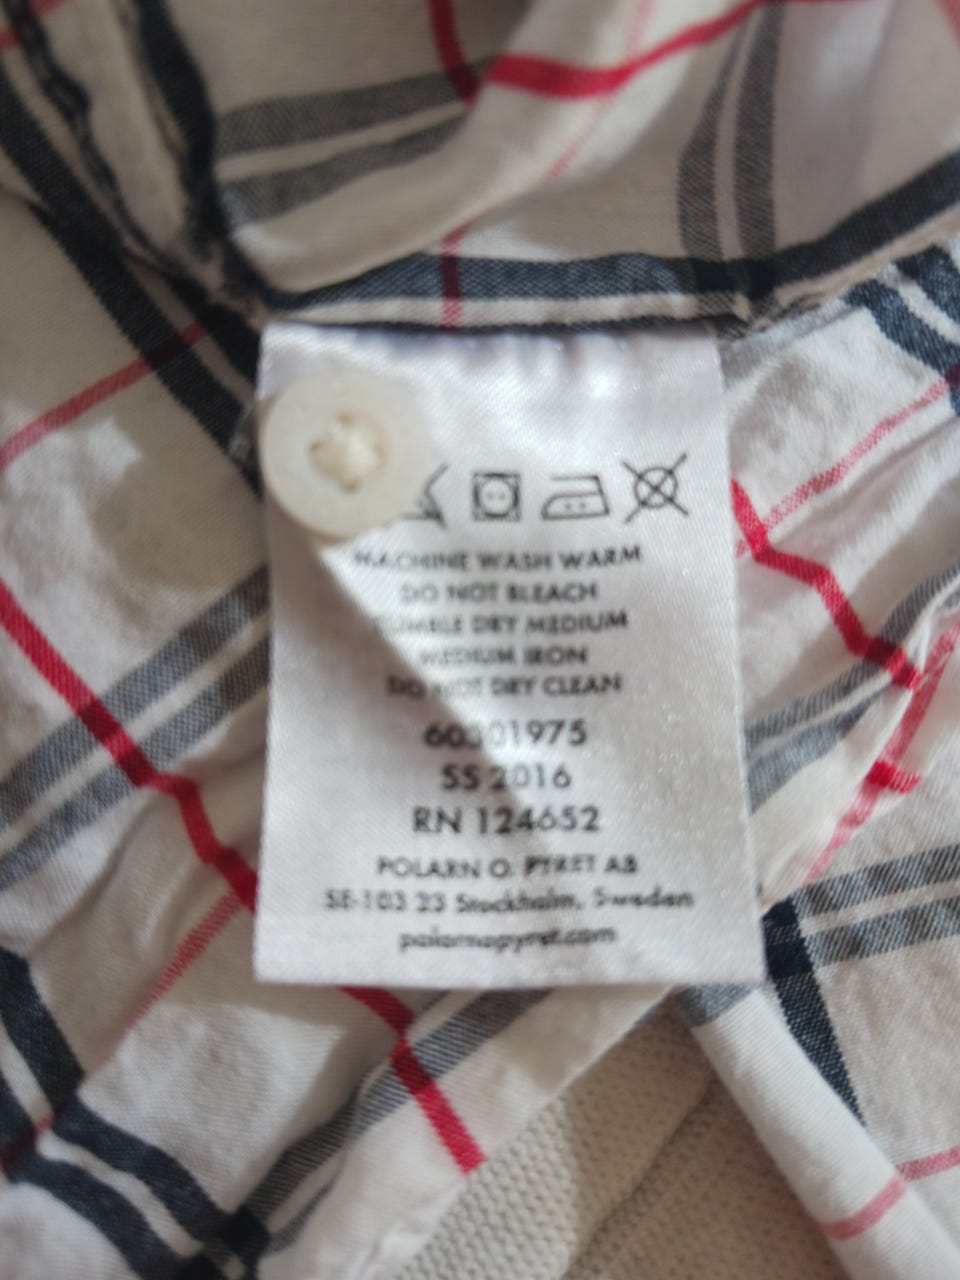 MACHINE WASH WARM
DO NOT BLEACH
TUMBLE DRY MEDIUM
MEDIUM IRON
DO NOT DRY CLEAN
60301975
SS 2016
RN 124652
POLARN O. PYRET AB
SE-103 23 Stockholm, Sweden
polarnopyret.com